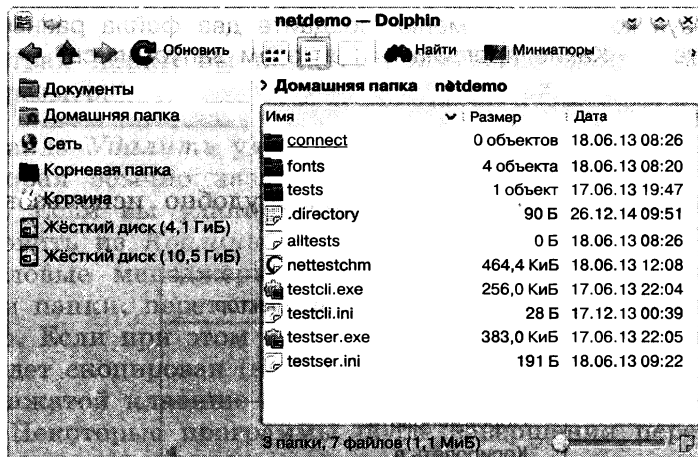 netdemo — Dolphin
Обновить Найти Миниатюры
Документы
Домашняя папка
Сеть
Корневая папка
Корзина
Жёсткий диск (4,1 ГиБ)
Жёсткий диск (10,5 ГиБ)
> Домашняя папка netdemo
Имя Размер Дата
connect 0 объектов 18.06.13 08:26
fonts 4 объекта 18.06.13 08:20
tests 1 объект 17.06.13 19:47
.directory 90 Б 26.12.14 09:51
alltests 0 Б 18.06.13 08:26
nettestchm 464,4 КиБ 18.06.13 12:08
testcli.exe 256,0 КиБ 17.06.13 22:04
testcli.ini 28 Б 17.12.13 00:39
testser.exe 383,0 КиБ 17.06.13 22:05
testser.ini 191 Б 18.06.13 09:22
3 папки, 7 файлов (1,1 МиБ)